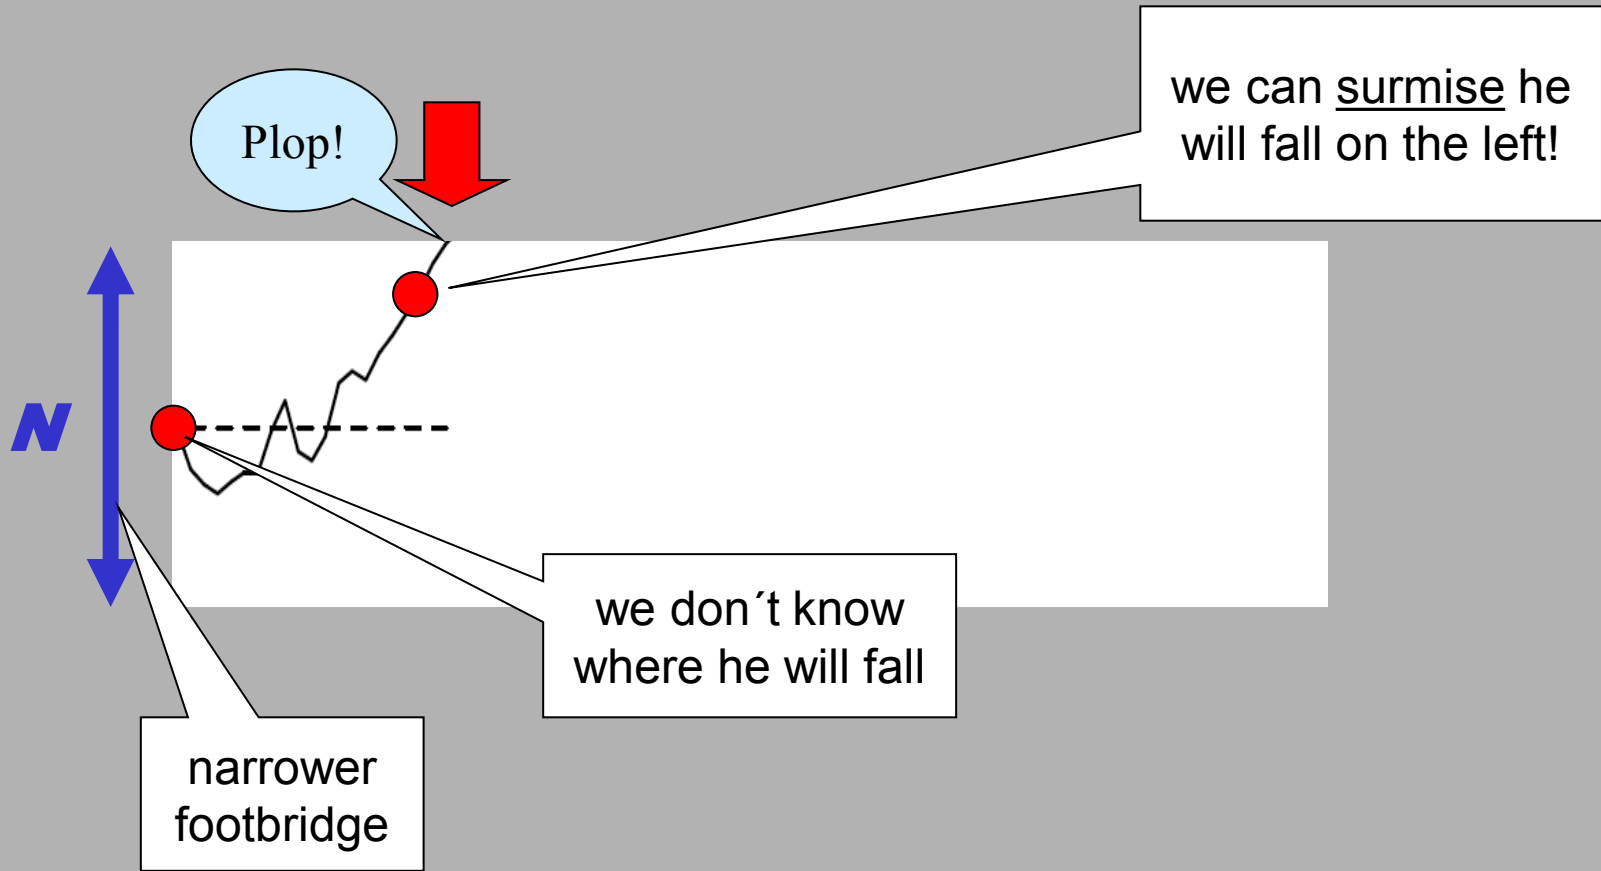 we can surmise he
will fall on the left!
Plop!
N
we don´t know
where he will fall
narrower
footbridge